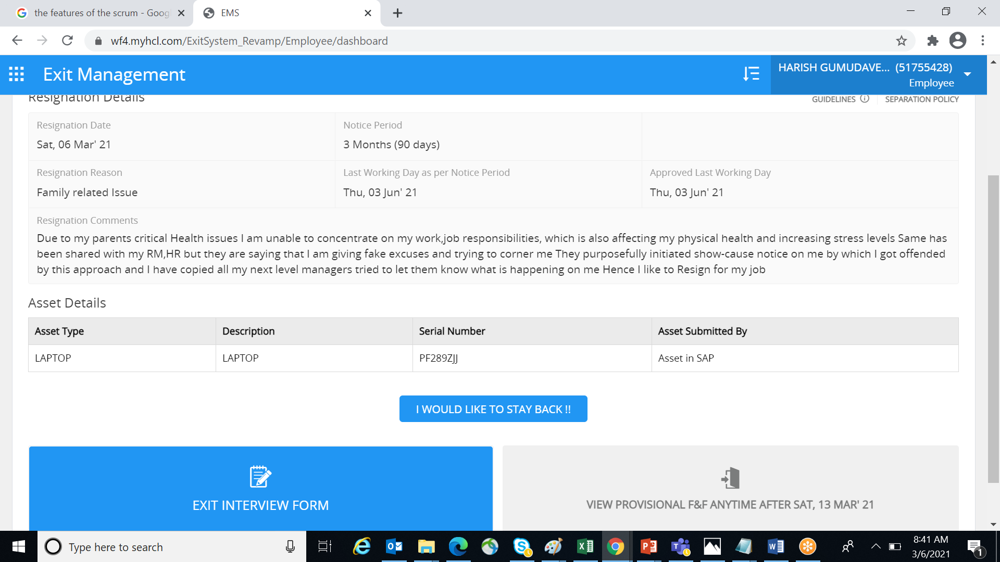 the features of the scrum - Goog
EMS
wf4.myhcl.com/ExitSystem_Revamp/Employee/dashboard
Exit Management
HARISH GUMUDAVE... (51755428)
Employee
Resignation Details
GUIDELINES
SEPARATION POLICY
Resignation Date
Notice Period
Sat, 06 Mar' 21
3 Months (90 days)
Resignation Reason
Last Working Day as per Notice Period
Approved Last Working Day
Family related Issue
Thu, 03 Jun' 21
Thu, 03 Jun' 21
Resignation Comments
Due to my parents critical Health issues I am unable to concentrate on my work,job responsibilities, which is also affecting my physical health and increasing stress levels Same has
been shared with my RM,HR but they are saying that I am giving fake excuses and trying to corner me They purposefully initiated show-cause notice on me by which I got offended
by this approach and I have copied all my next level managers tried to let them know what is happening on me Hence I like to Resign for my job
Asset Details
Asset Type
Description
Serial Number
Asset Submitted By
LAPTOP
LAPTOP
PF289ZJJ
Asset in SAP
I WOULD LIKE TO STAY BACK !!
EXIT INTERVIEW FORM
VIEW PROVISIONAL F&F ANYTIME AFTER SAT, 13 MAR' 21
Type here to search
8:41 AM
3/6/2021
1